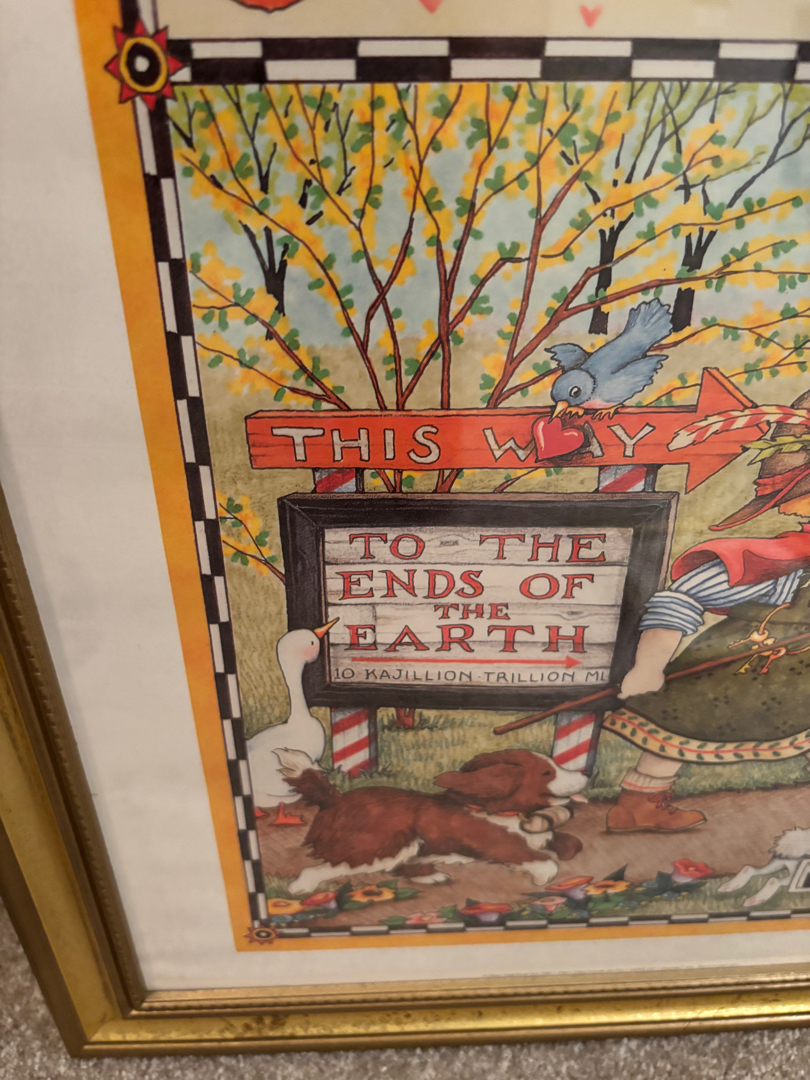 THIS WAY
TO THE
ENDS OF
THE
EARTH
10 KAJILLION TRILLION MI